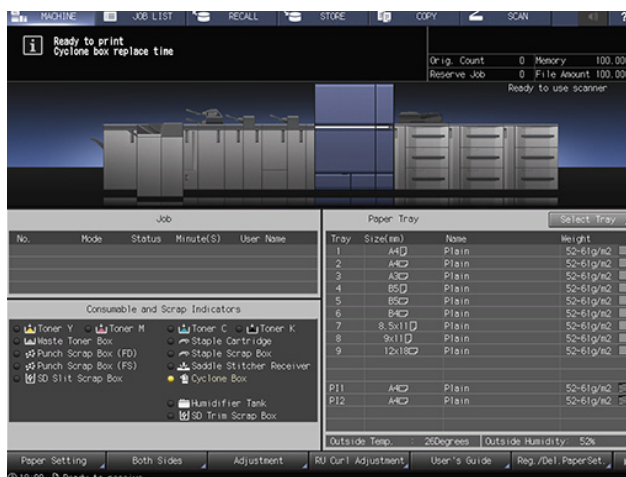 MACHINE JOB LIST RECALL STORE COPY SCAN
Ready to print
Cyclone box replace time
Orig. Count 0 Memory 100.00
Reserve Job 0 File Amount 100.00
Ready to use scanner
Job
No. Mode Status Minute(S) User Name
Consumable and Scrap Indicators
Toner Y Toner M Toner C Toner K
Waste Toner Box Staple Cartridge
Punch Scrap Box (FD) Staple Scrap Box
Punch Scrap Box (FS) Saddle Stitcher Receiver
SD Slit Scrap Box Cyclone Box
Humidifier Tank
SD Trim Scrap Box
Paper Tray Select Tray
Tray Size(mm) Name Weight
1 A4 Plain 52-61g/m2
2 A4 Plain 52-61g/m2
3 A3 Plain 52-61g/m2
4 B5 Plain 52-61g/m2
5 B5 Plain 52-61g/m2
6 B4 Plain 52-61g/m2
7 8.5x11 Plain 52-61g/m2
8 9x11 Plain 52-61g/m2
9 12x18 Plain 52-61g/m2
PI1 A4 Plain 52-61g/m2
PI2 A4 Plain 52-61g/m2
Outside Temp. : 26Degrees Outside Humidity: 52%
Paper Setting Both Sides Adjustment RU Curl Adjustment User's Guide Reg./Del.PaperSet.